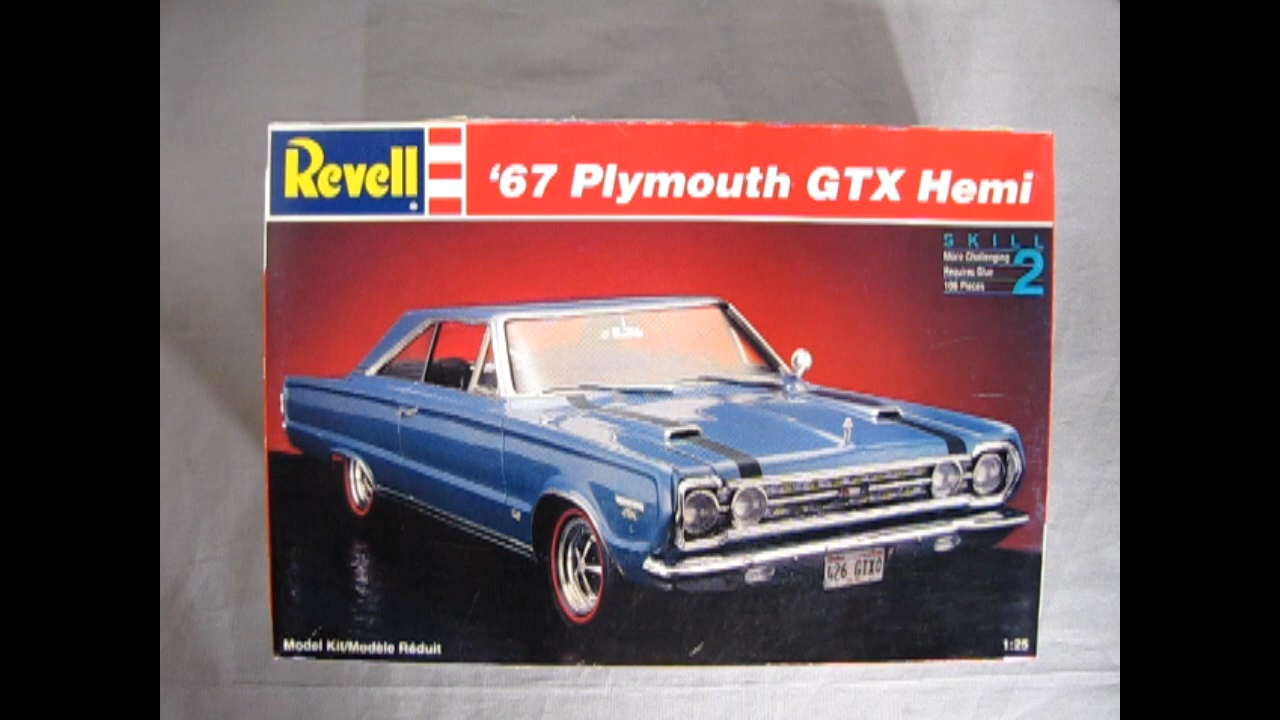 Revell
'67 Plymouth GTX Hemi
SKILL 2
More Challenging
Requires Glue
108 Pieces
426 GTXO
Model Kit/Modèle Réduit
1:25